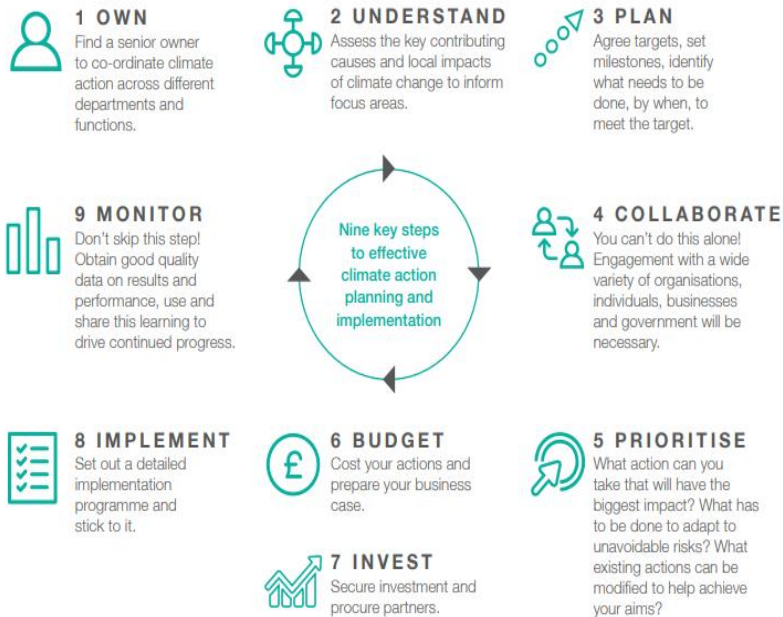 1 OWN
Find a senior owner
to co-ordinate climate
action across different
departments and
functions.
2 UNDERSTAND
Assess the key contributing
causes and local impacts
of climate change to inform
focus areas.
3 PLAN
Agree targets, set
milestones, identify
what needs to be
done, by when, to
meet the target.
4 COLLABORATE
You can't do this alone!
Engagement with a wide
variety of organisations,
individuals, businesses
and government will be
necessary.
5 PRIORITISE
What action can you
take that will have the
biggest impact? What has
to be done to adapt to
unavoidable risks? What
existing actions can be
modified to help achieve
your aims?
6 BUDGET
£
Cost your actions and
prepare your business
case.
7 INVEST
Secure investment and
procure partners.
8 IMPLEMENT
Set out a detailed
implementation
programme and
stick to it.
9 MONITOR
Don't skip this step!
Obtain good quality
data on results and
performance, use and
share this learning to
drive continued progress.
Nine key steps
to effective
climate action
planning and
implementation